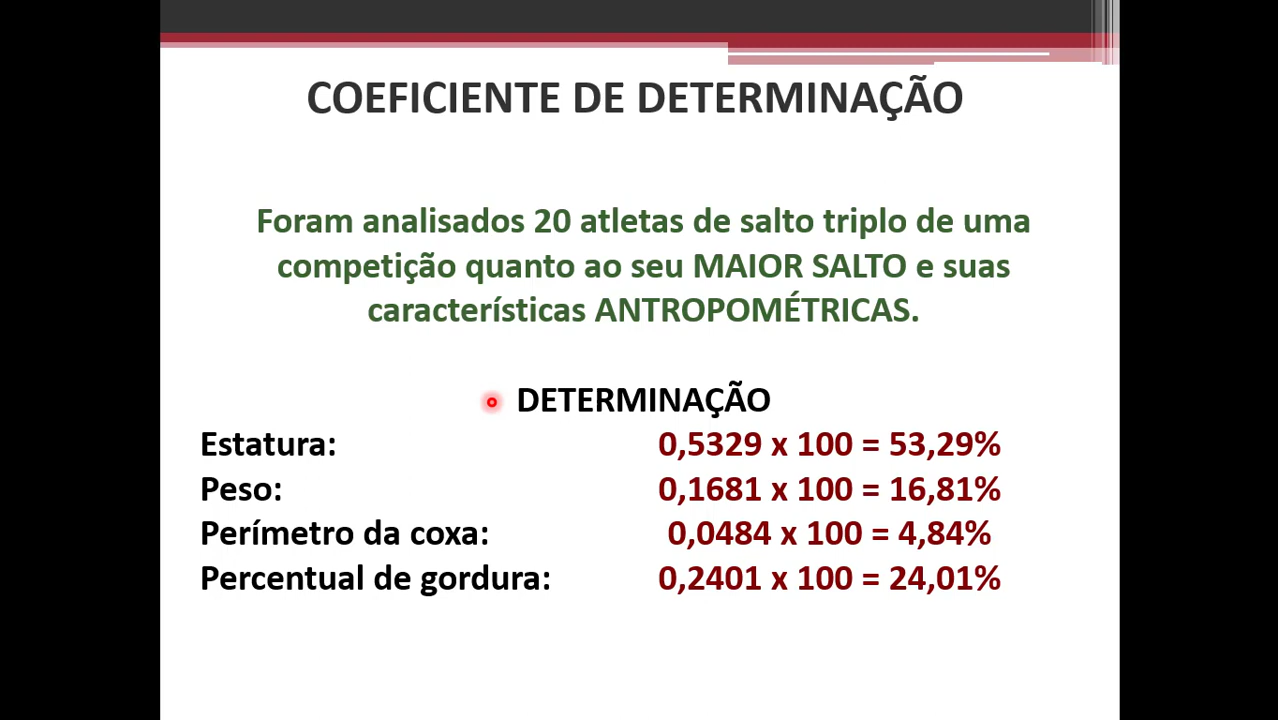 COEFICIENTE DE DETERMINAÇÃO
Foram analisados 20 atletas de salto triplo de uma
competição quanto ao seu MAIOR SALTO e suas
características ANTROPOMÉTRICAS.
DETERMINAÇÃO
Estatura: 0,5329 x 100 = 53,29%
Peso: 0,1681 x 100 = 16,81%
Perímetro da coxa: 0,0484 x 100 = 4,84%
Percentual de gordura: 0,2401 x 100 = 24,01%